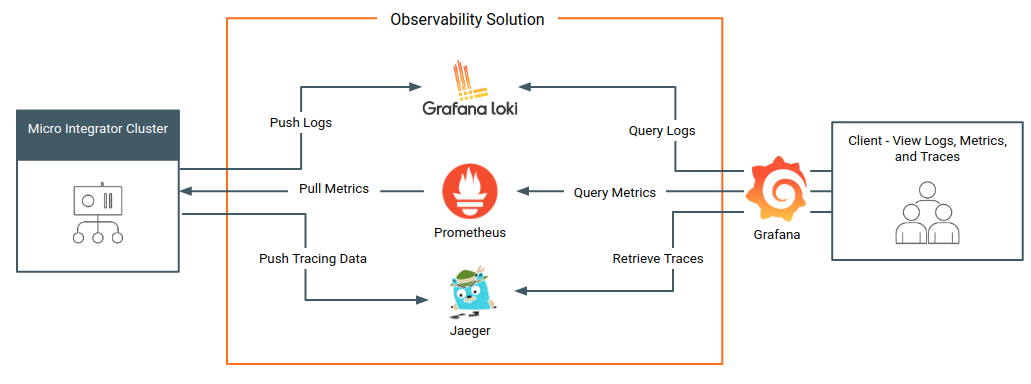 Observability Solution
Micro Integrator Cluster
Push Logs
Grafana loki
Query Logs
Client - View Logs, Metrics,
and Traces
Pull Metrics
Prometheus
Query Metrics
Grafana
Push Tracing Data
Jaeger
Retrieve Traces